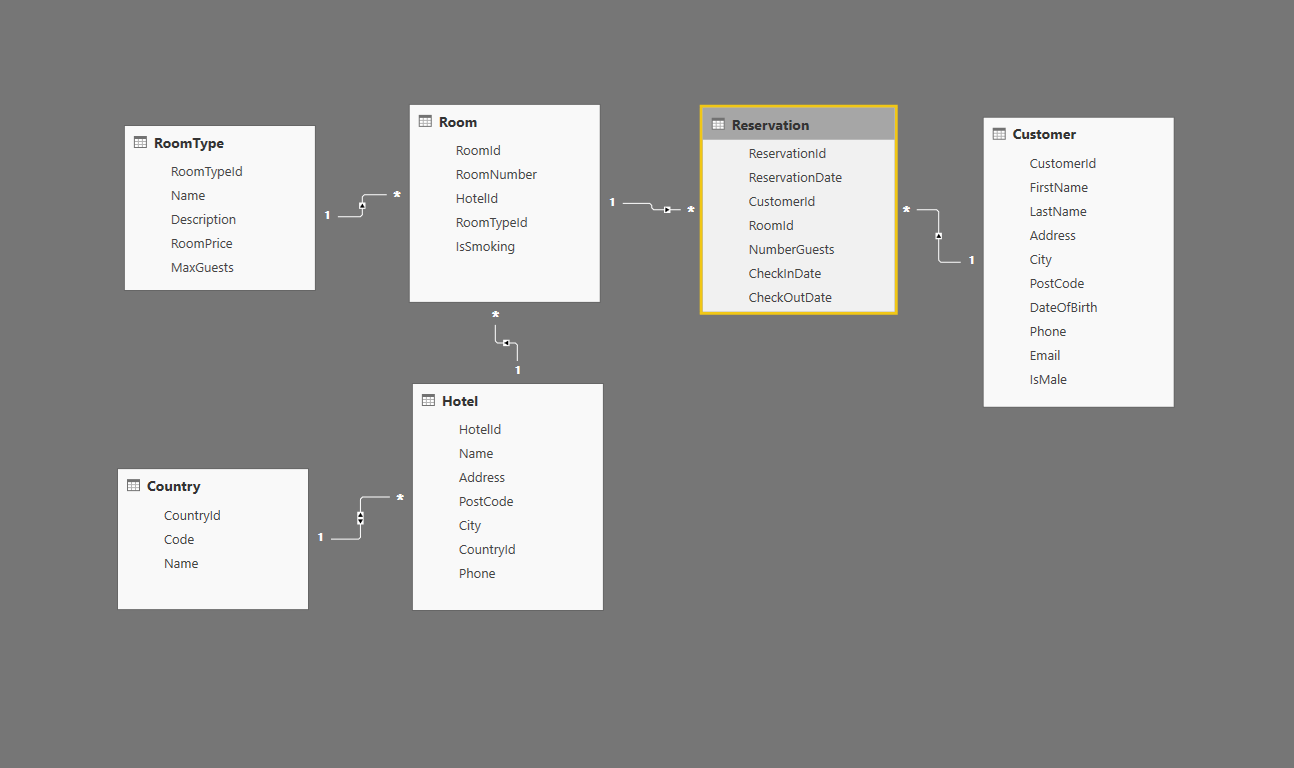 RoomType
RoomTypeId
Name
Description
RoomPrice
MaxGuests
1
*
Room
RoomId
RoomNumber
HotelId
RoomTypeId
IsSmoking
1
*
Reservation
ReservationId
ReservationDate
CustomerId
RoomId
NumberGuests
CheckInDate
CheckOutDate
*
1
Customer
CustomerId
FirstName
LastName
Address
City
PostCode
DateOfBirth
Phone
Email
IsMale
*
1
Hotel
HotelId
Name
Address
PostCode
City
CountryId
Phone
Country
CountryId
Code
Name
1
*